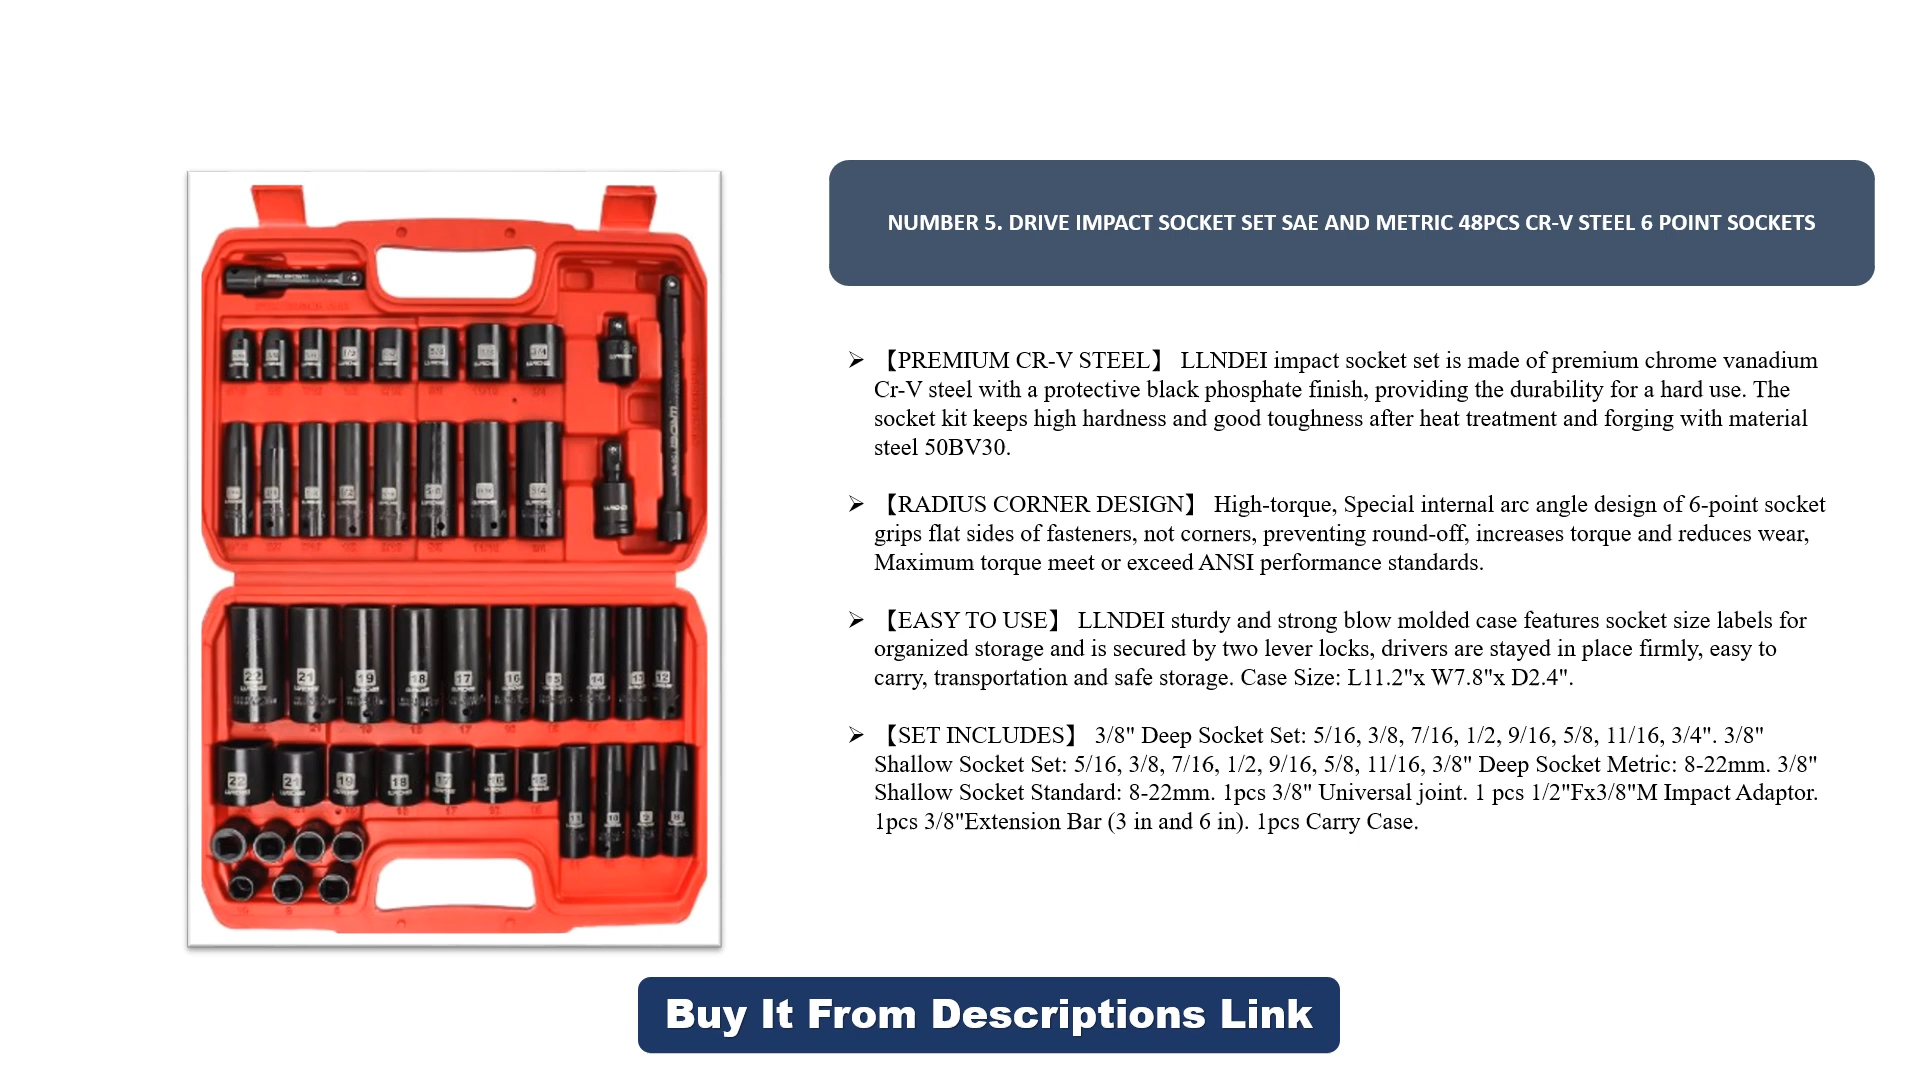 NUMBER 5. DRIVE IMPACT SOCKET SET SAE AND METRIC 48PCS CR-V STEEL 6 POINT SOCKETS
➢ 【PREMIUM CR-V STEEL】 LLNDEI impact socket set is made of premium chrome vanadium
Cr-V steel with a protective black phosphate finish, providing the durability for a hard use. The
socket kit keeps high hardness and good toughness after heat treatment and forging with material
steel 50BV30.
➢ 【RADIUS CORNER DESIGN】 High-torque, Special internal arc angle design of 6-point socket
grips flat sides of fasteners, not corners, preventing round-off, increases torque and reduces wear,
Maximum torque meet or exceed ANSI performance standards.
➢ 【EASY TO USE】 LLNDEI sturdy and strong blow molded case features socket size labels for
organized storage and is secured by two lever locks, drivers are stayed in place firmly, easy to
carry, transportation and safe storage. Case Size: L11.2"x W7.8"x D2.4".
➢ 【SET INCLUDES】 3/8" Deep Socket Set: 5/16, 3/8, 7/16, 1/2, 9/16, 5/8, 11/16, 3/4". 3/8"
Shallow Socket Set: 5/16, 3/8, 7/16, 1/2, 9/16, 5/8, 11/16, 3/8" Deep Socket Metric: 8-22mm. 3/8"
Shallow Socket Standard: 8-22mm. 1pcs 3/8" Universal joint. 1 pcs 1/2"Fx3/8"M Impact Adaptor.
1pcs 3/8"Extension Bar (3 in and 6 in). 1pcs Carry Case.
22 21 19 18 17 16 15 14 13 12
22 21 19 18 17 16 15
11 10 9 8
Buy It From Descriptions Link